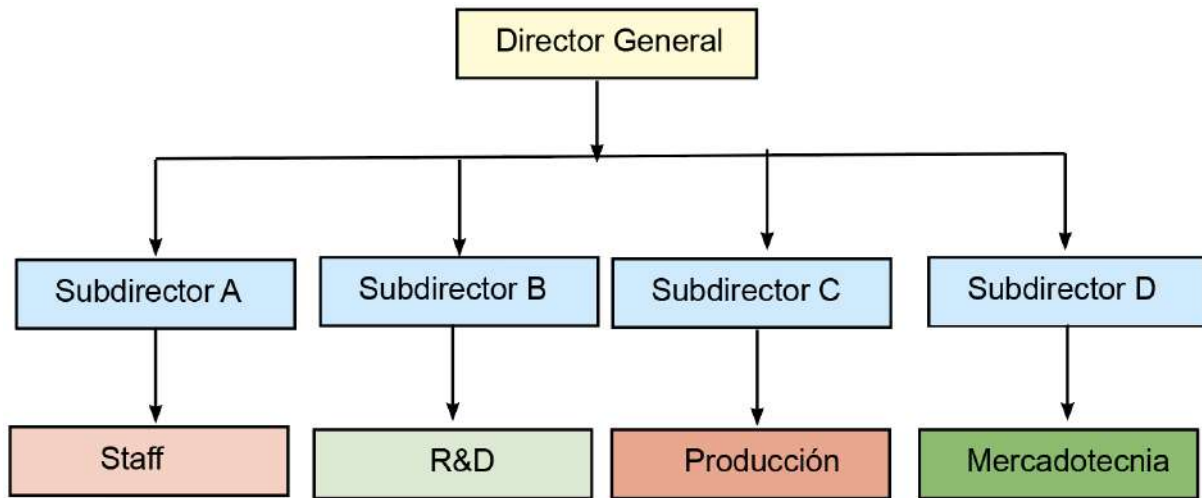 Director General
Subdirector A
Subdirector B
Subdirector C
Subdirector D
Staff
R&D
Producción
Mercadotecnia